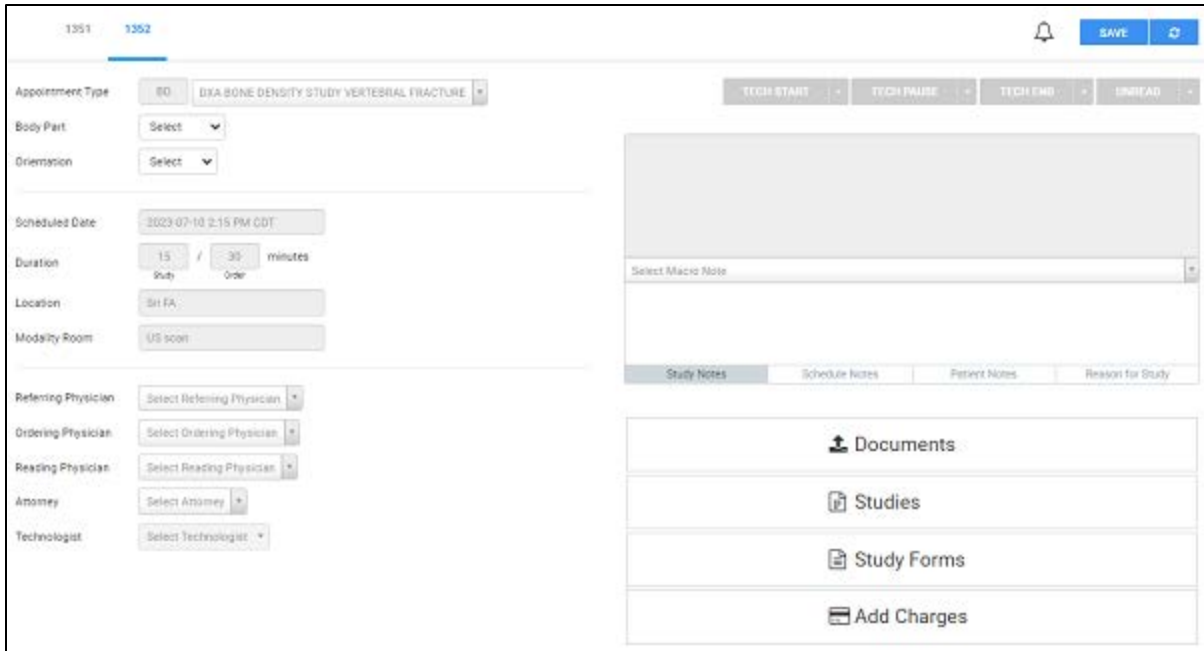 1351 1352
SAVE
Appointment Type BD DXA BONE DENSITY STUDY VERTEBRAL FRACTURE
TECH START TECH PAUSE TECH END UNREAD
Body Part Select
Orientation Select
Scheduled Date 2023-07-10 2:15 PM CDT
Duration 15 / 30 minutes
Study Order
Select Macro Note
Location
Modality Room US scan
Study Notes Schedule Notes Patient Notes Reason for Study
Referring Physician Select Referring Physician
Ordering Physician Select Ordering Physician
Reading Physician Select Reading Physician
Attorney Select Attorney
Technologist Select Technologist
Documents
Studies
Study Forms
Add Charges